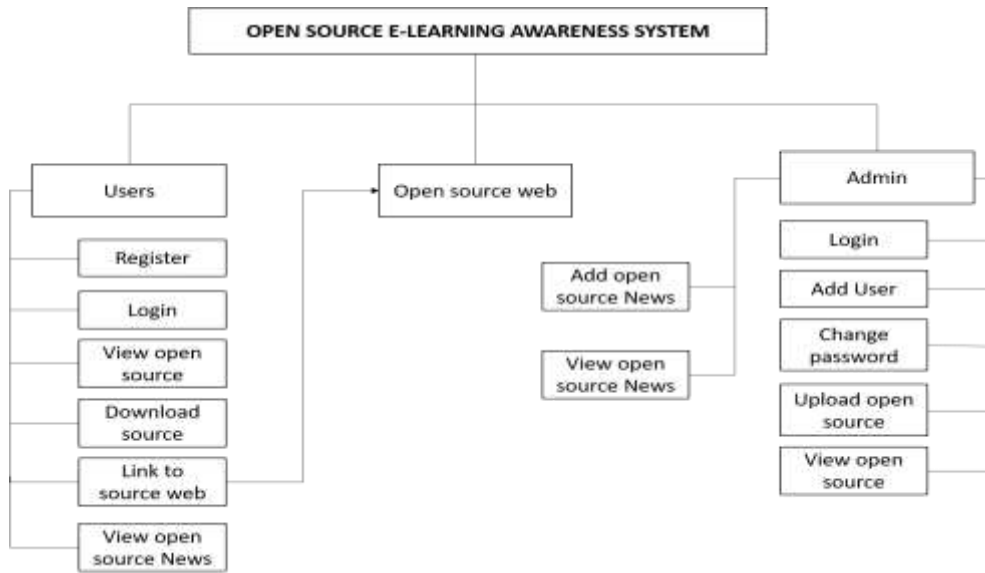 OPEN SOURCE E-LEARNING AWARENESS SYSTEM
Users
Open source web
Admin
Register
Login
View open
source
Download
source
Link to
source web
View open
source News
Add open
source News
View open
source News
Login
Add User
Change
password
Upload open
source
View open
source